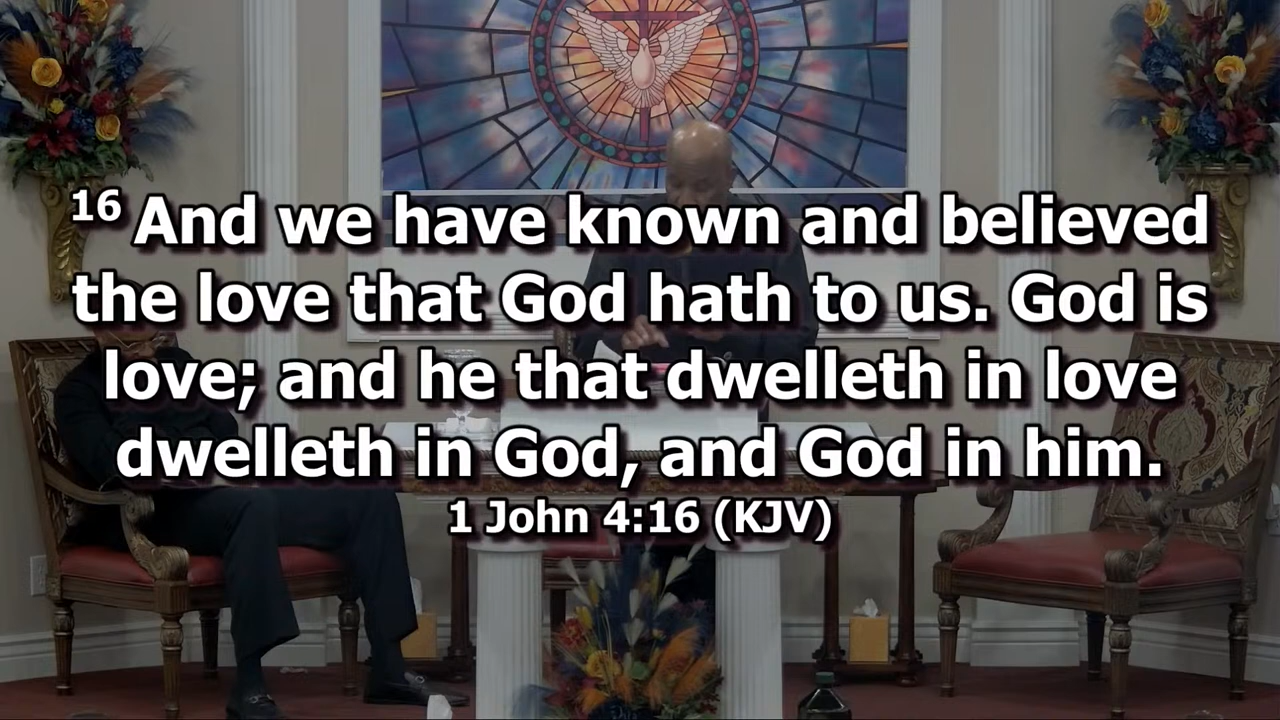 16 And we have known and believed
the love that God hath to us. God is
love; and he that dwelleth in love
dwelleth in God, and God in him.
1 John 4:16 (KJV)